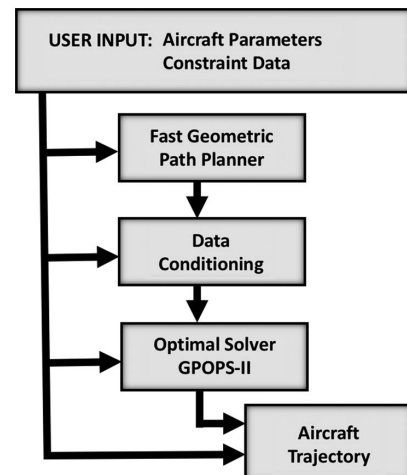 USER INPUT: Aircraft Parameters
Constraint Data
Fast Geometric
Path Planner
Data
Conditioning
Optimal Solver
GPOPS-II
Aircraft
Trajectory